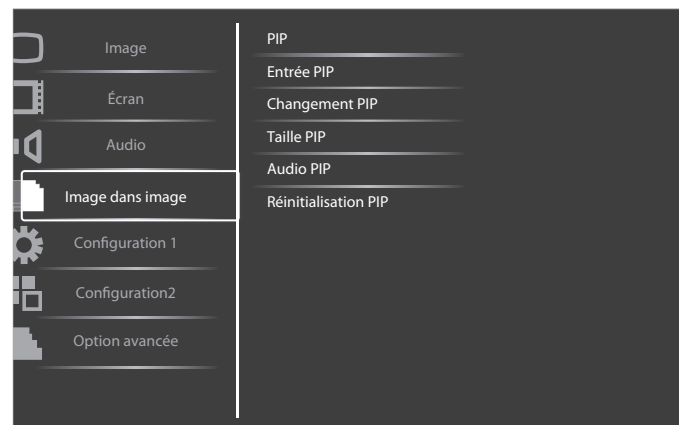 Image
Écran
Audio
Image dans image
Configuration 1
Configuration2
Option avancée
PIP
Entrée PIP
Changement PIP
Taille PIP
Audio PIP
Réinitialisation PIP